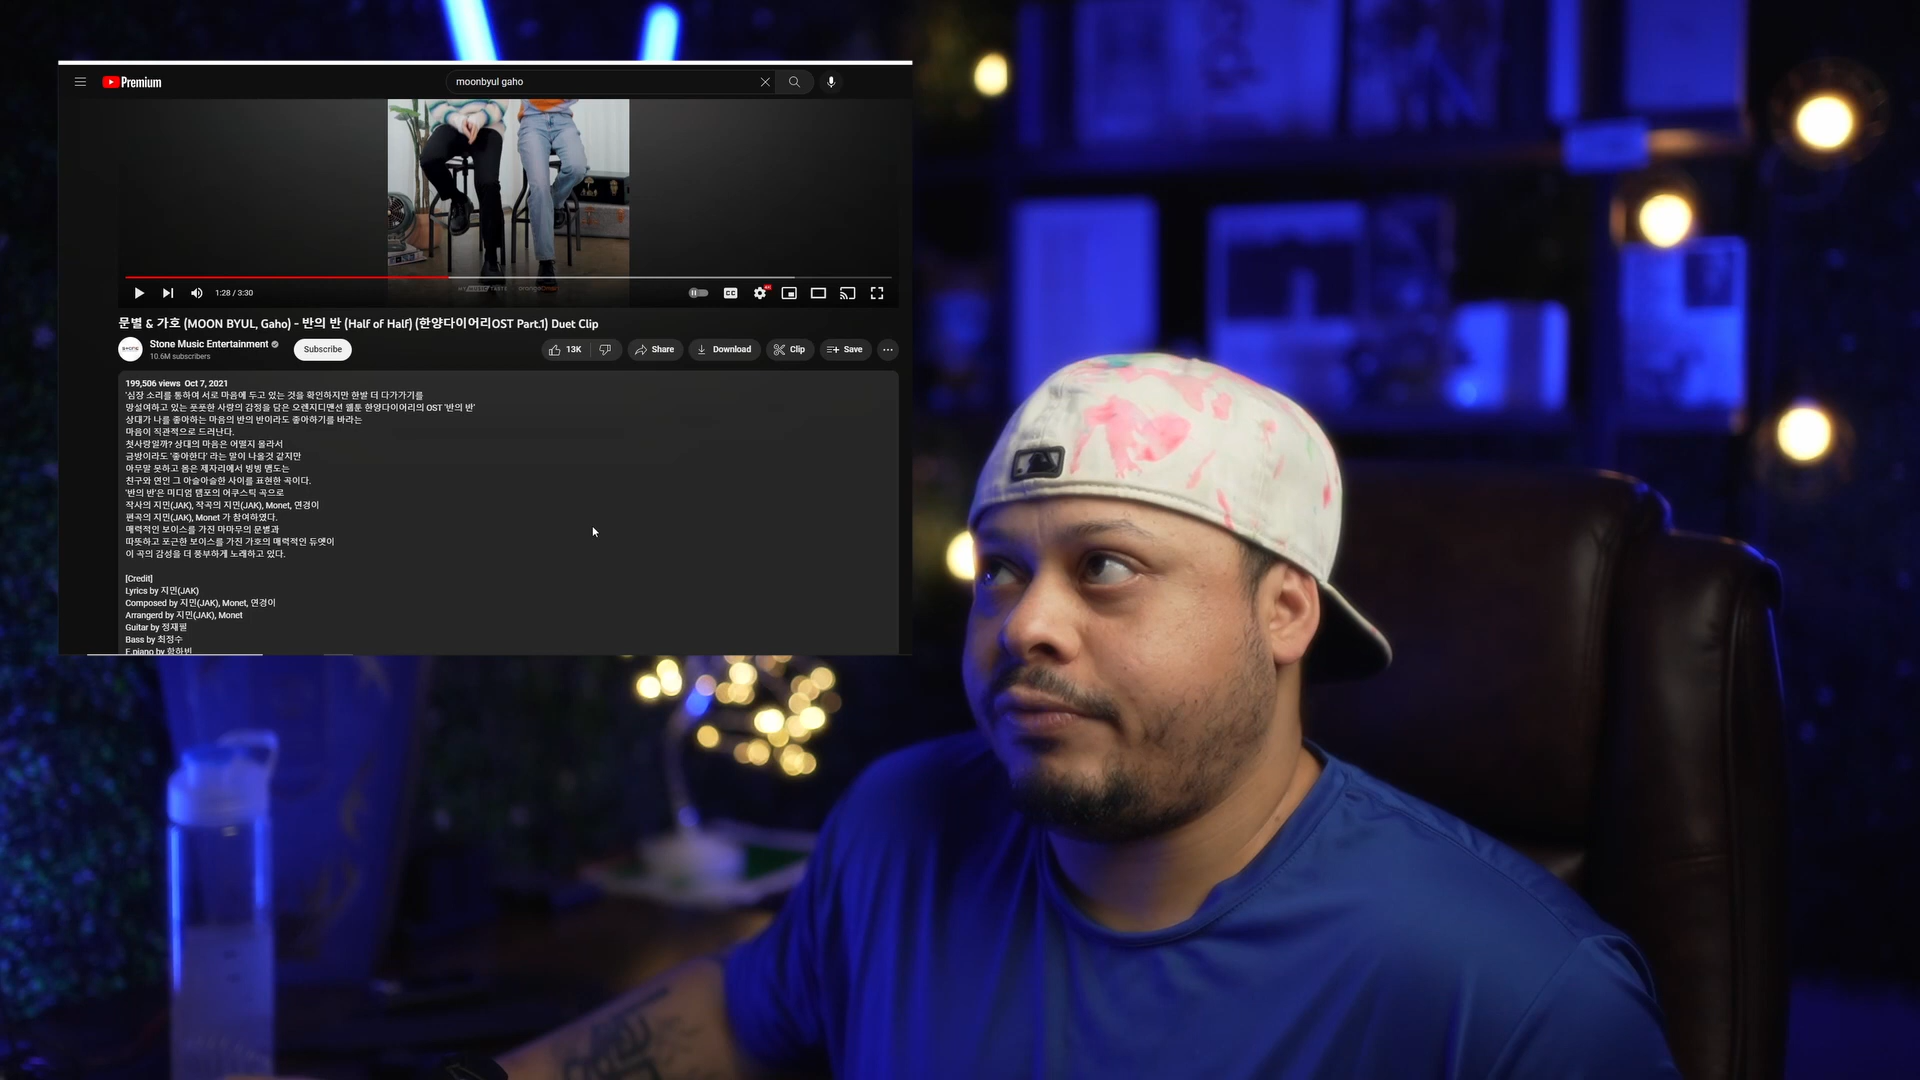 Premium
moonbyul gaho
1:28 / 3:30
CC
문별 & 가호 (MOON BYUL, Gaho) - 반의 반 (Half of Half) (한양다이어리OST Part.1) Duet Clip
Stone Music Entertainment
10.6M subscribers
Subscribe
13K
Share
Download
Clip
Save
199,506 views Oct 7, 2021
'심장 소리를 통하여 서로 마음에 두고 있는 것을 확인하지만 한발 더 다가가기를
망설여하고 있는 풋풋한 사랑의 감정을 담은 오렌지디맨션 웹툰 한양다이어리의 OST '반의 반'
상대가 나를 좋아하는 마음의 반의 반이라도 좋아하기를 바라는
마음이 직관적으로 드러난다.
첫사랑일까? 상대의 마음은 어떨지 몰라서
금방이라도 '좋아한다' 라는 말이 나올것 같지만
아무말 못하고 몸은 제자리에서 빙빙 맴도는
친구와 연인 그 아슬아슬한 사이를 표현한 곡이다.
'반의 반'은 미디엄 템포의 어쿠스틱 곡으로
작사의 지민(JAK), 작곡의 지민(JAK), Monet, 연경이
편곡의 지민(JAK), Monet 가 참여하였다.
매력적인 보이스를 가진 마마무의 문별과
따뜻하고 포근한 보이스를 가진 가호의 매력적인 듀엣이
이 곡의 감성을 더 풍부하게 노래하고 있다.
[Credit]
Lyrics by 지민(JAK)
Composed by 지민(JAK), Monet, 연경이
Arrangerd by 지민(JAK), Monet
Guitar by 정재필
Bass by 최정수
E.piano by 항하빈